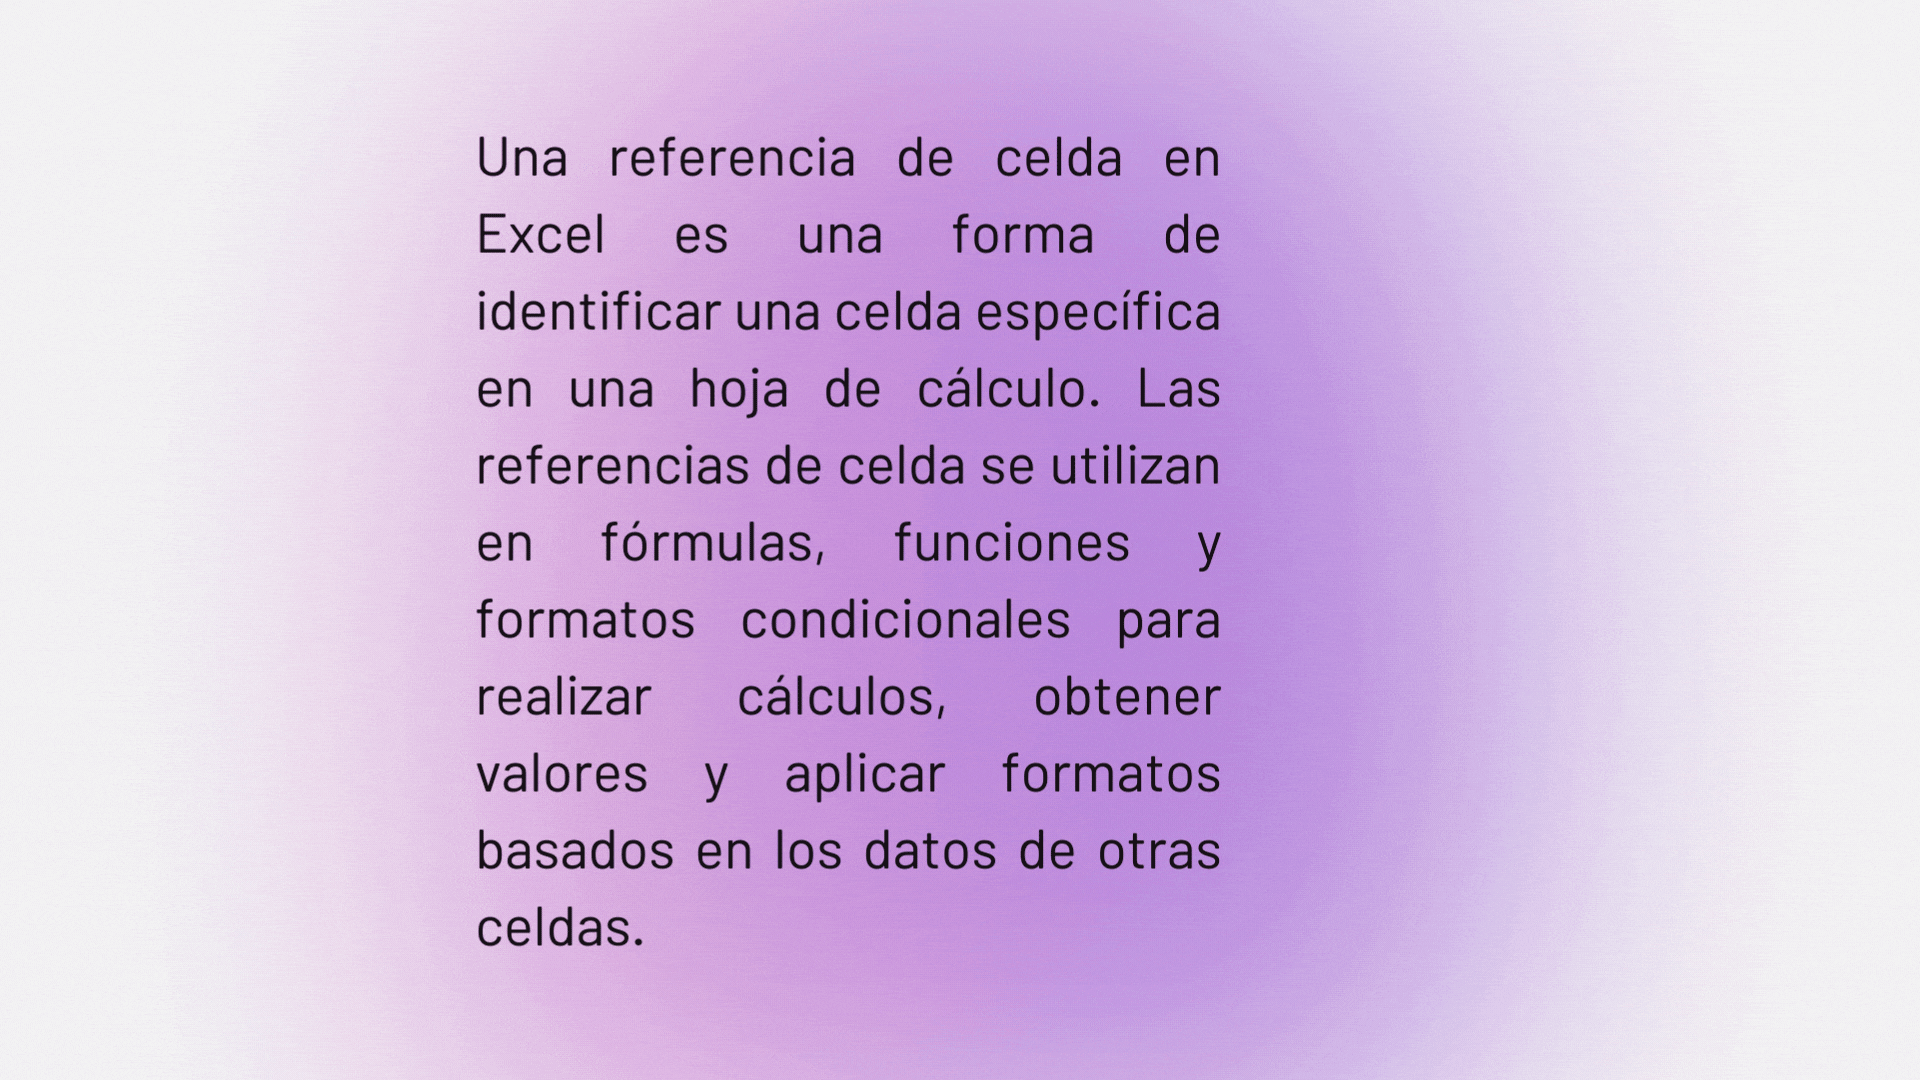 Una referencia de celda en
Excel es una forma de
identificar una celda específica
en una hoja de cálculo. Las
referencias de celda se utilizan
en fórmulas, funciones y
formatos condicionales para
realizar cálculos, obtener
valores y aplicar formatos
basados en los datos de otras
celdas.